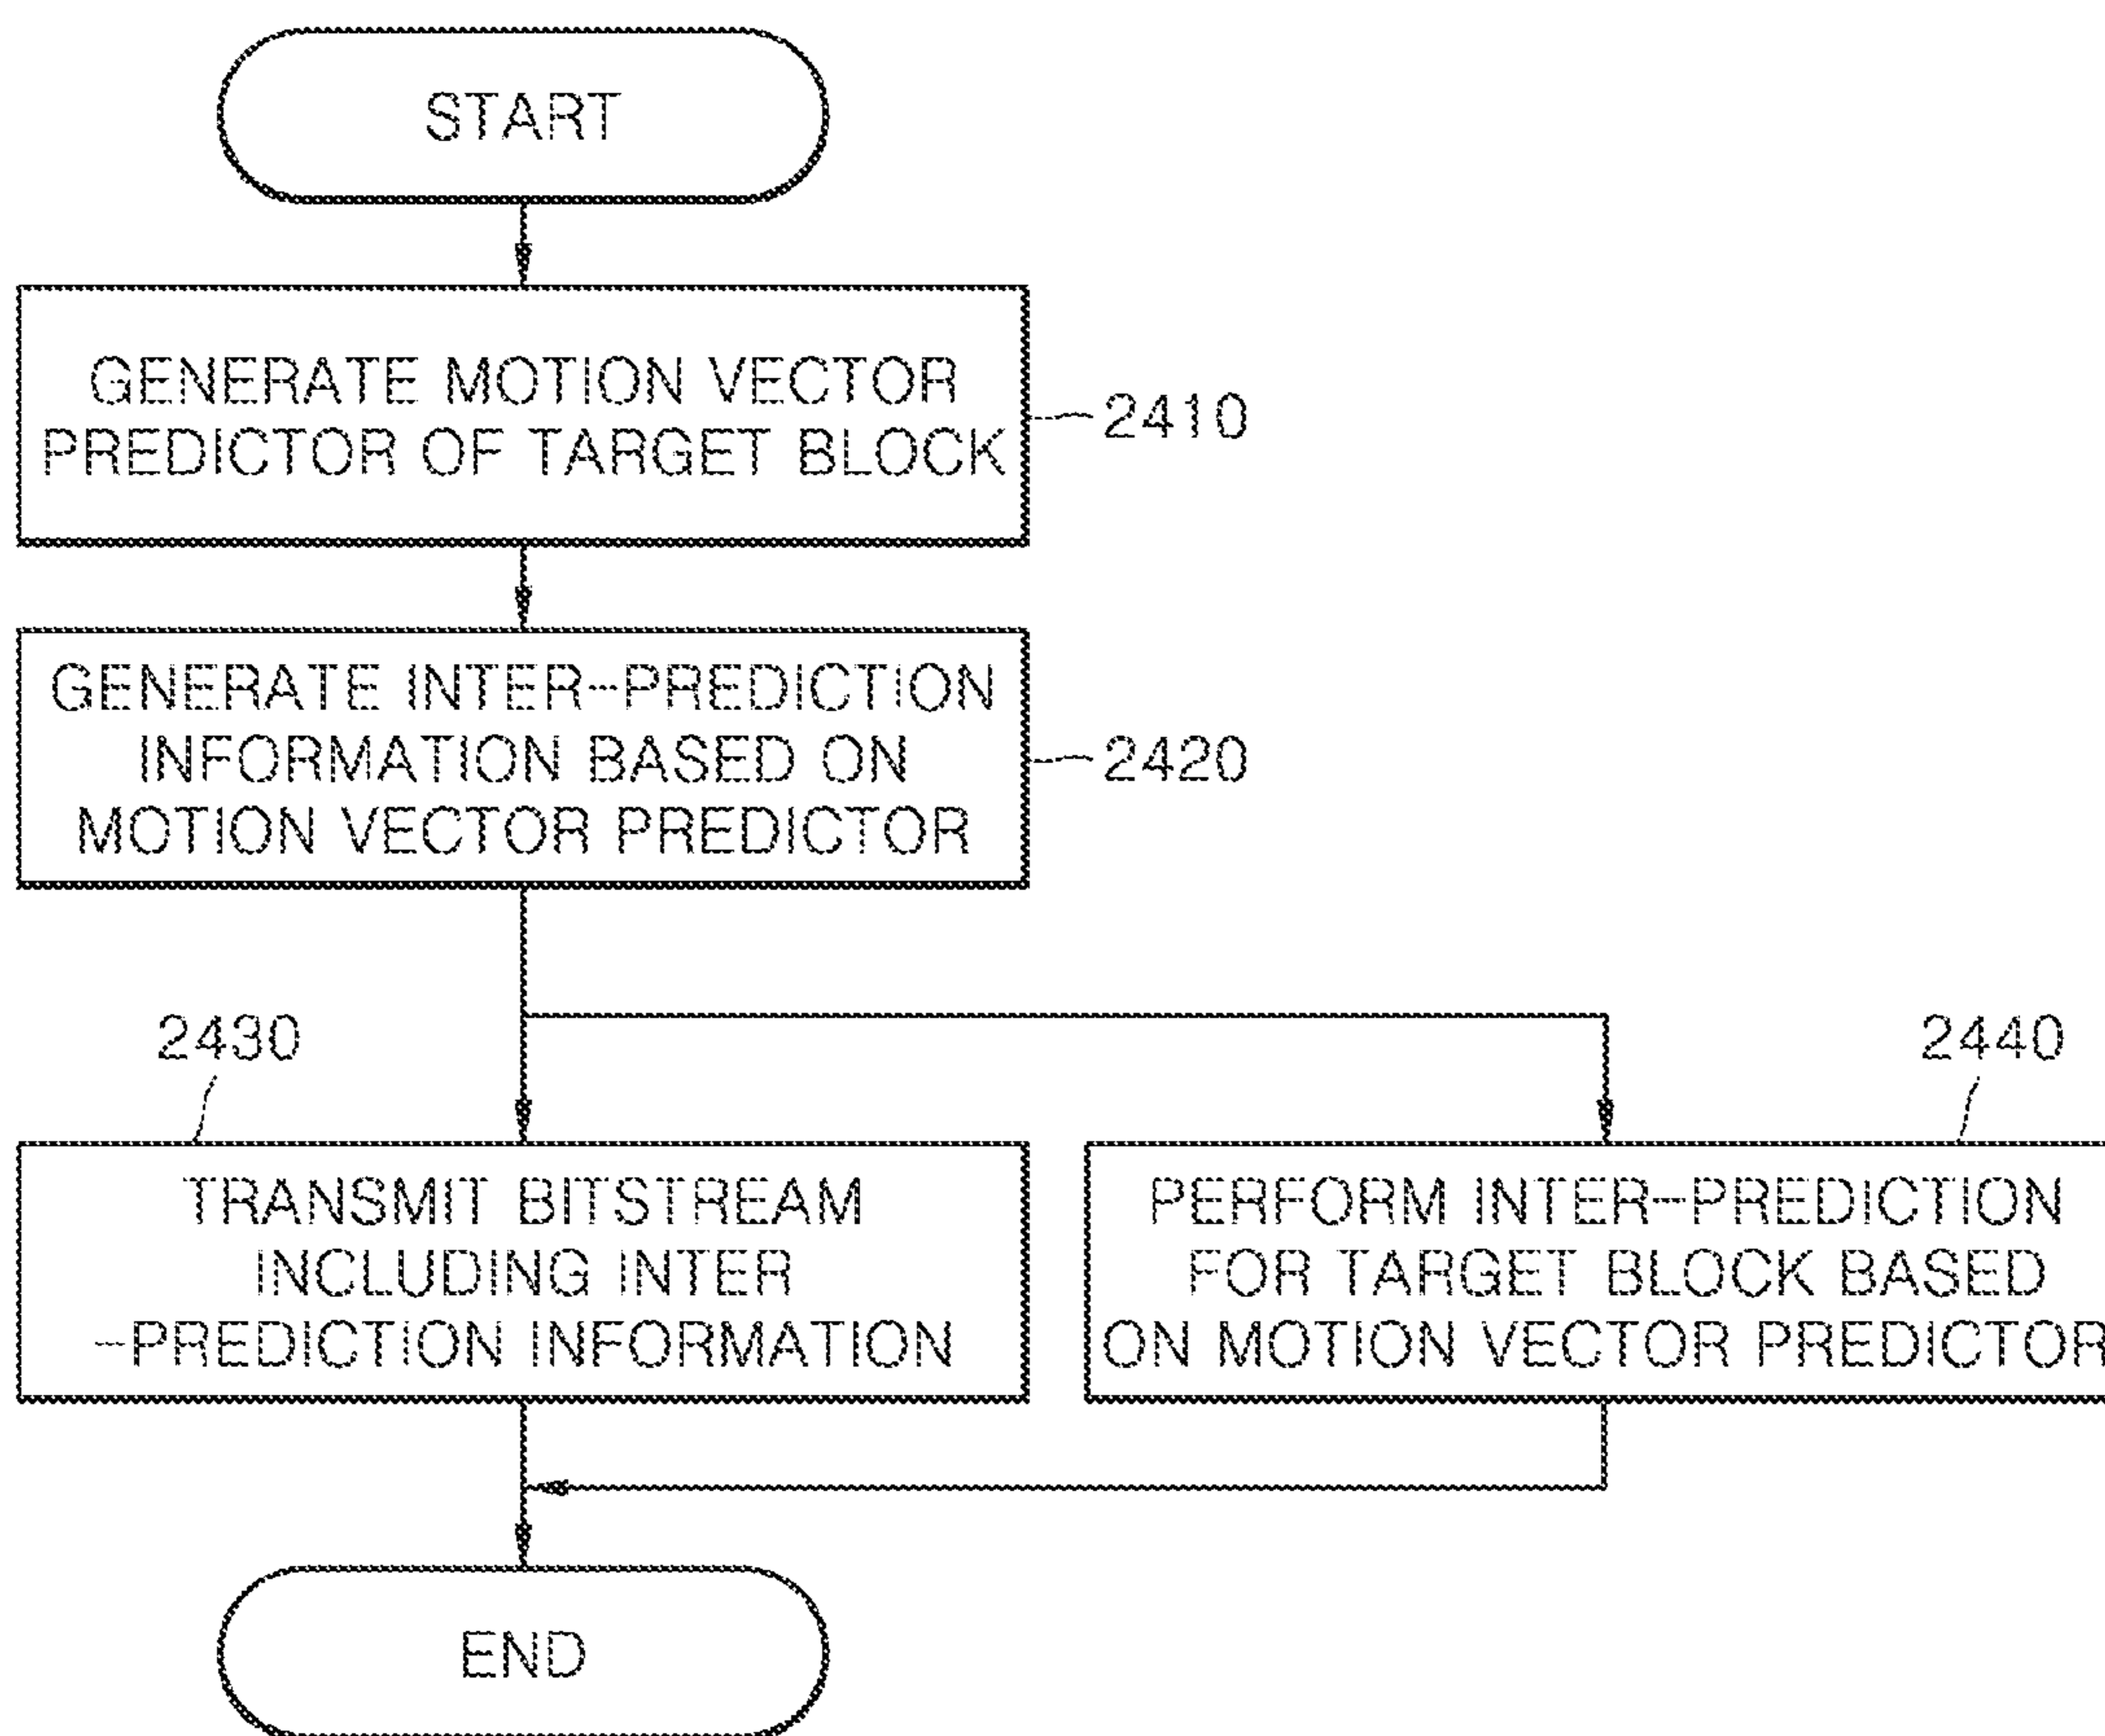 START
GENERATE MOTION VECTOR
PREDICTOR OF TARGET BLOCK
2410
GENERATE INTER-PREDICTION
INFORMATION BASED ON
MOTION VECTOR PREDICTOR
2420
2430
TRANSMIT BITSTREAM
INCLUDING INTER
-PREDICTION INFORMATION
2440
PERFORM INTER-PREDICTION
FOR TARGET BLOCK BASED
ON MOTION VECTOR PREDICTOR
END